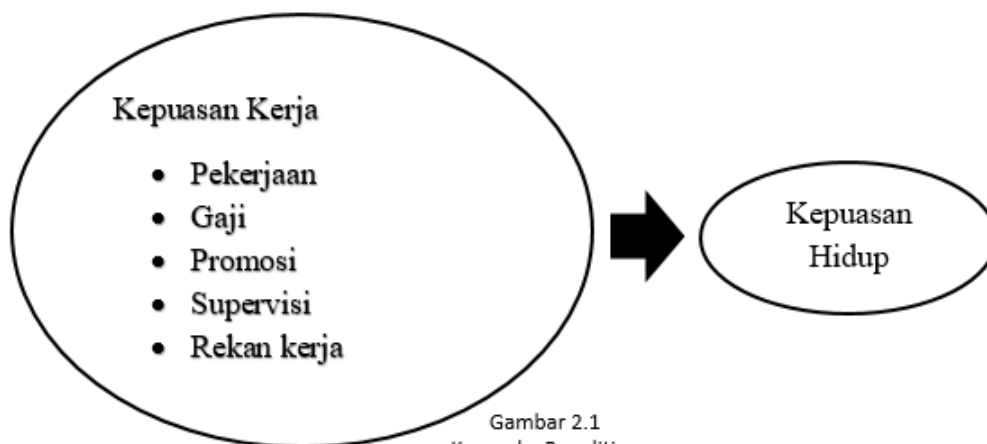 Kepuasan Kerja
• Pekerjaan
• Gaji
• Promosi
• Supervisi
• Rekan kerja
Kepuasan
Hidup
Gambar 2.1